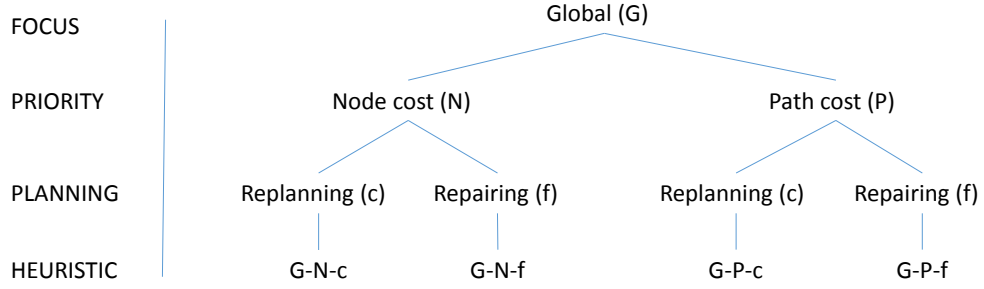 FOCUS Global (G)
PRIORITY Node cost (N) Path cost (P)
PLANNING Replanning (c) Repairing (f) Replanning (c) Repairing (f)
HEURISTIC G-N-c G-N-f G-P-c G-P-f